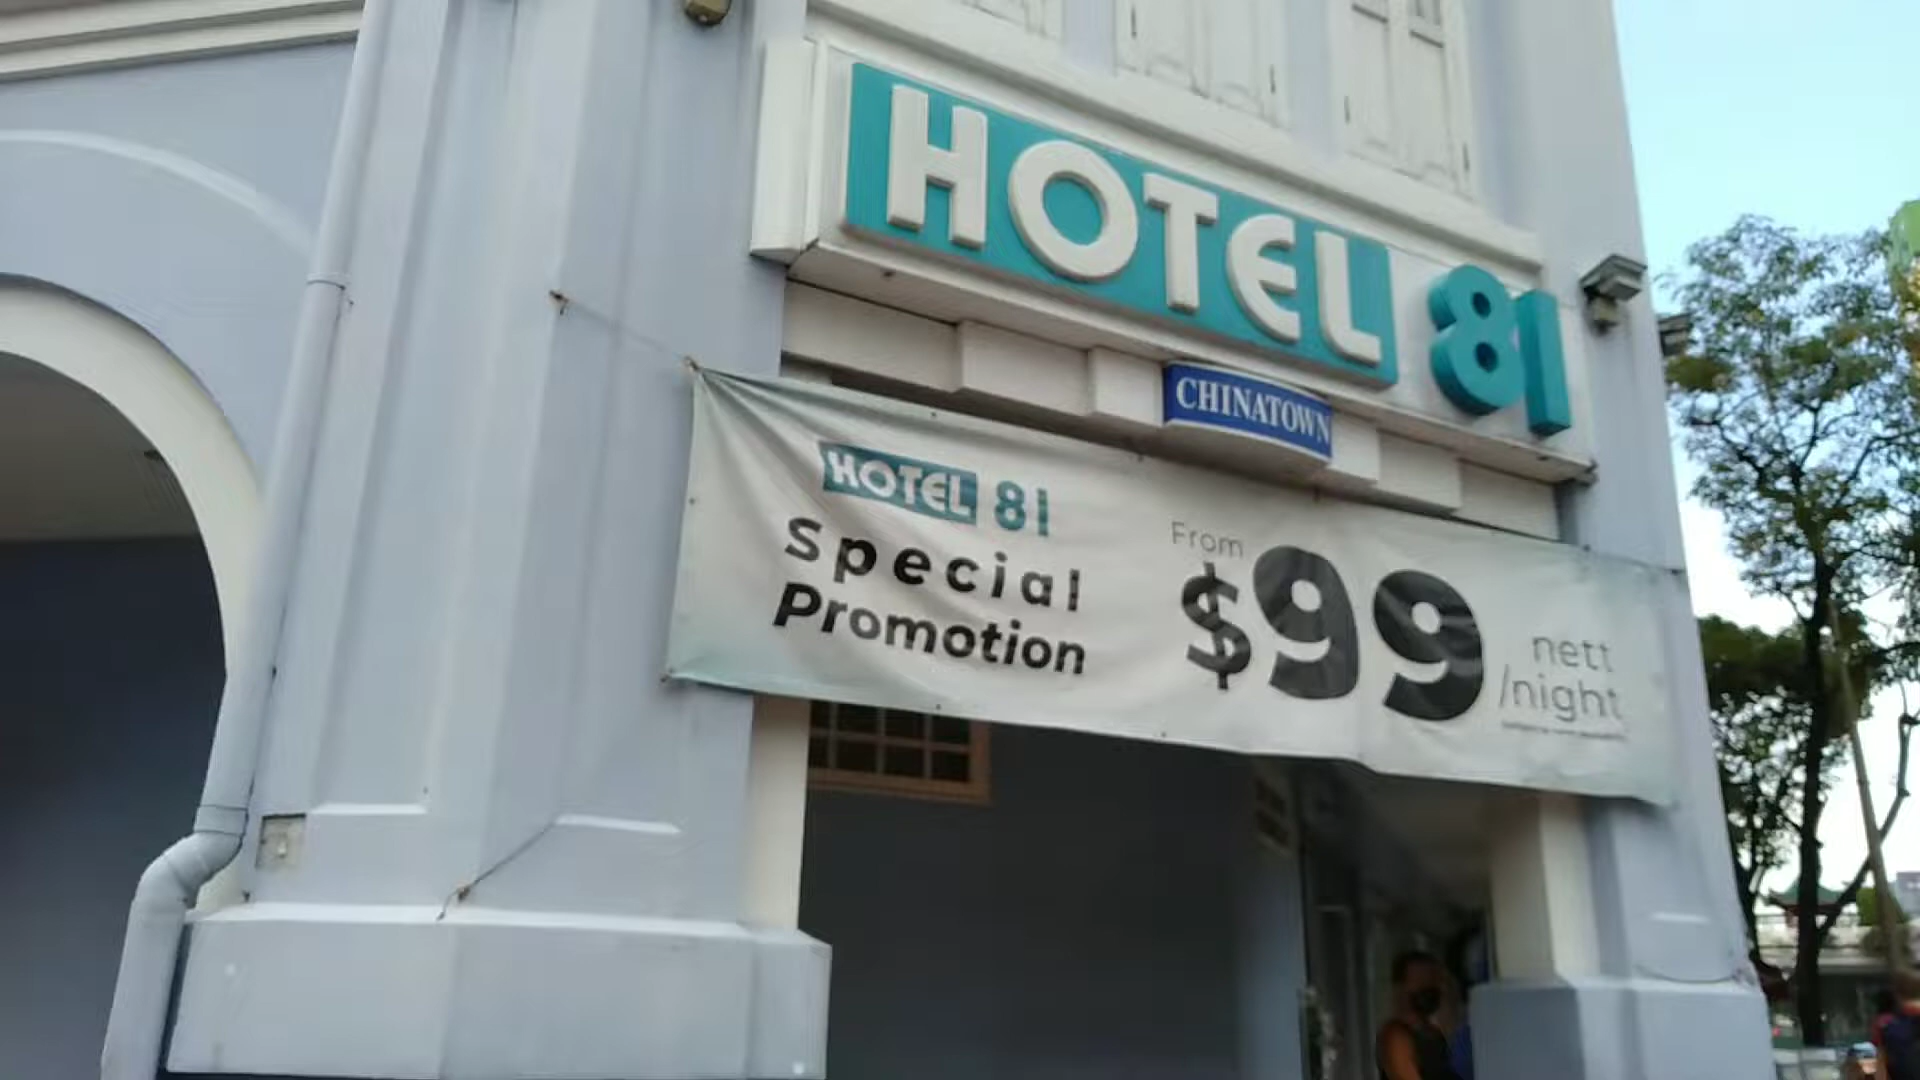 HOTEL 81
CHINATOWN
HOTEL 81
Special
Promotion
From
$99
nett
/night